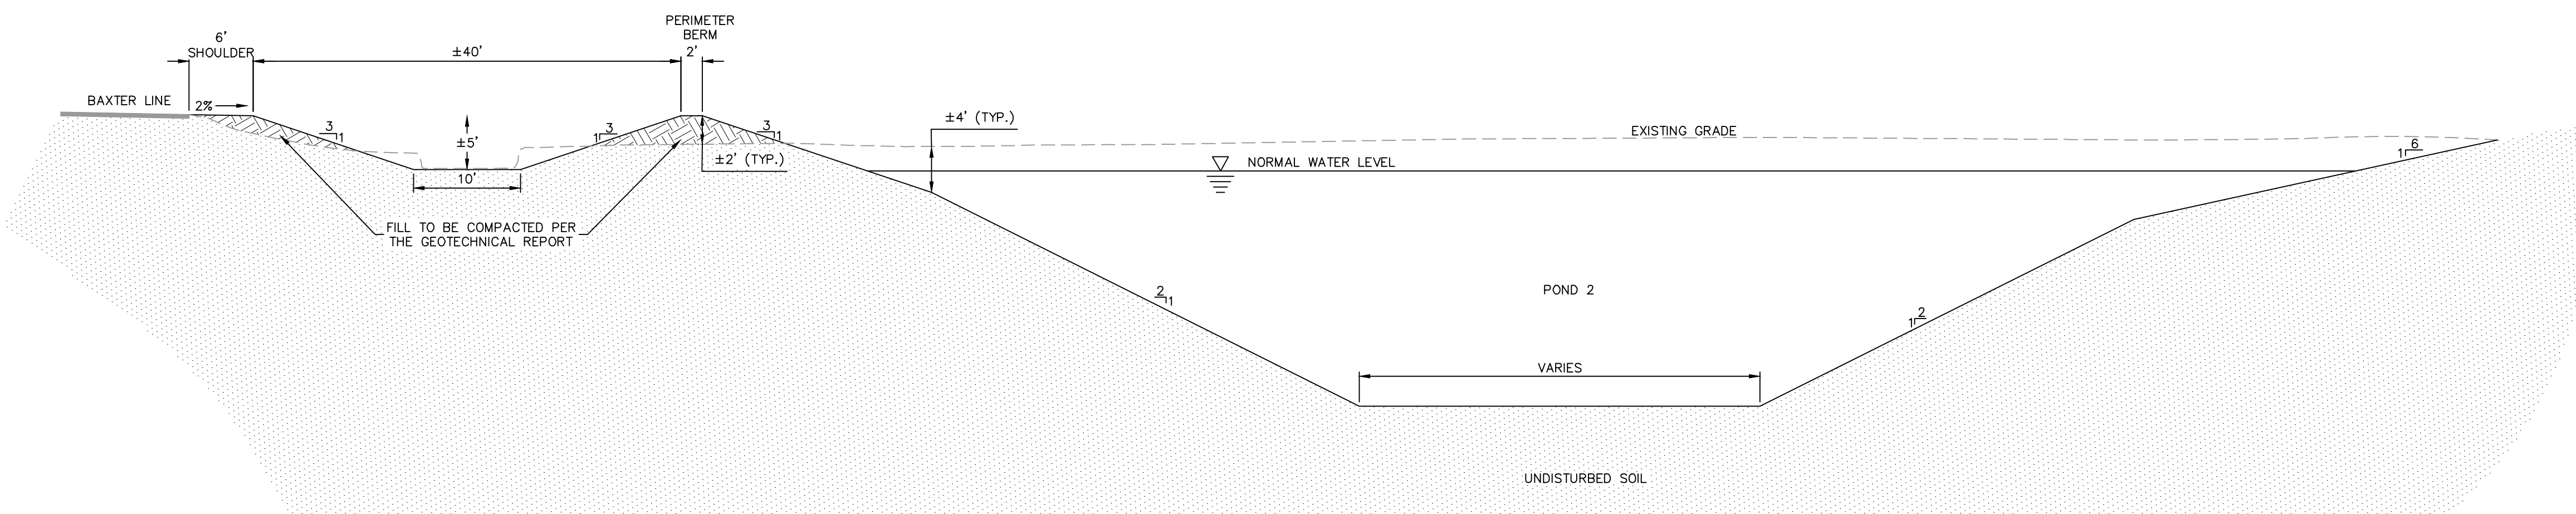 PERIMETER
BERM
2'
6'
SHOULDER
±40'
BAXTER LINE
2%
3
1
±5'
3
1
3
1
±4' (TYP.)
±2' (TYP.)
EXISTING GRADE
NORMAL WATER LEVEL
6
1
10'
FILL TO BE COMPACTED PER
THE GEOTECHNICAL REPORT
2
1
POND 2
2
1
VARIES
UNDISTURBED SOIL